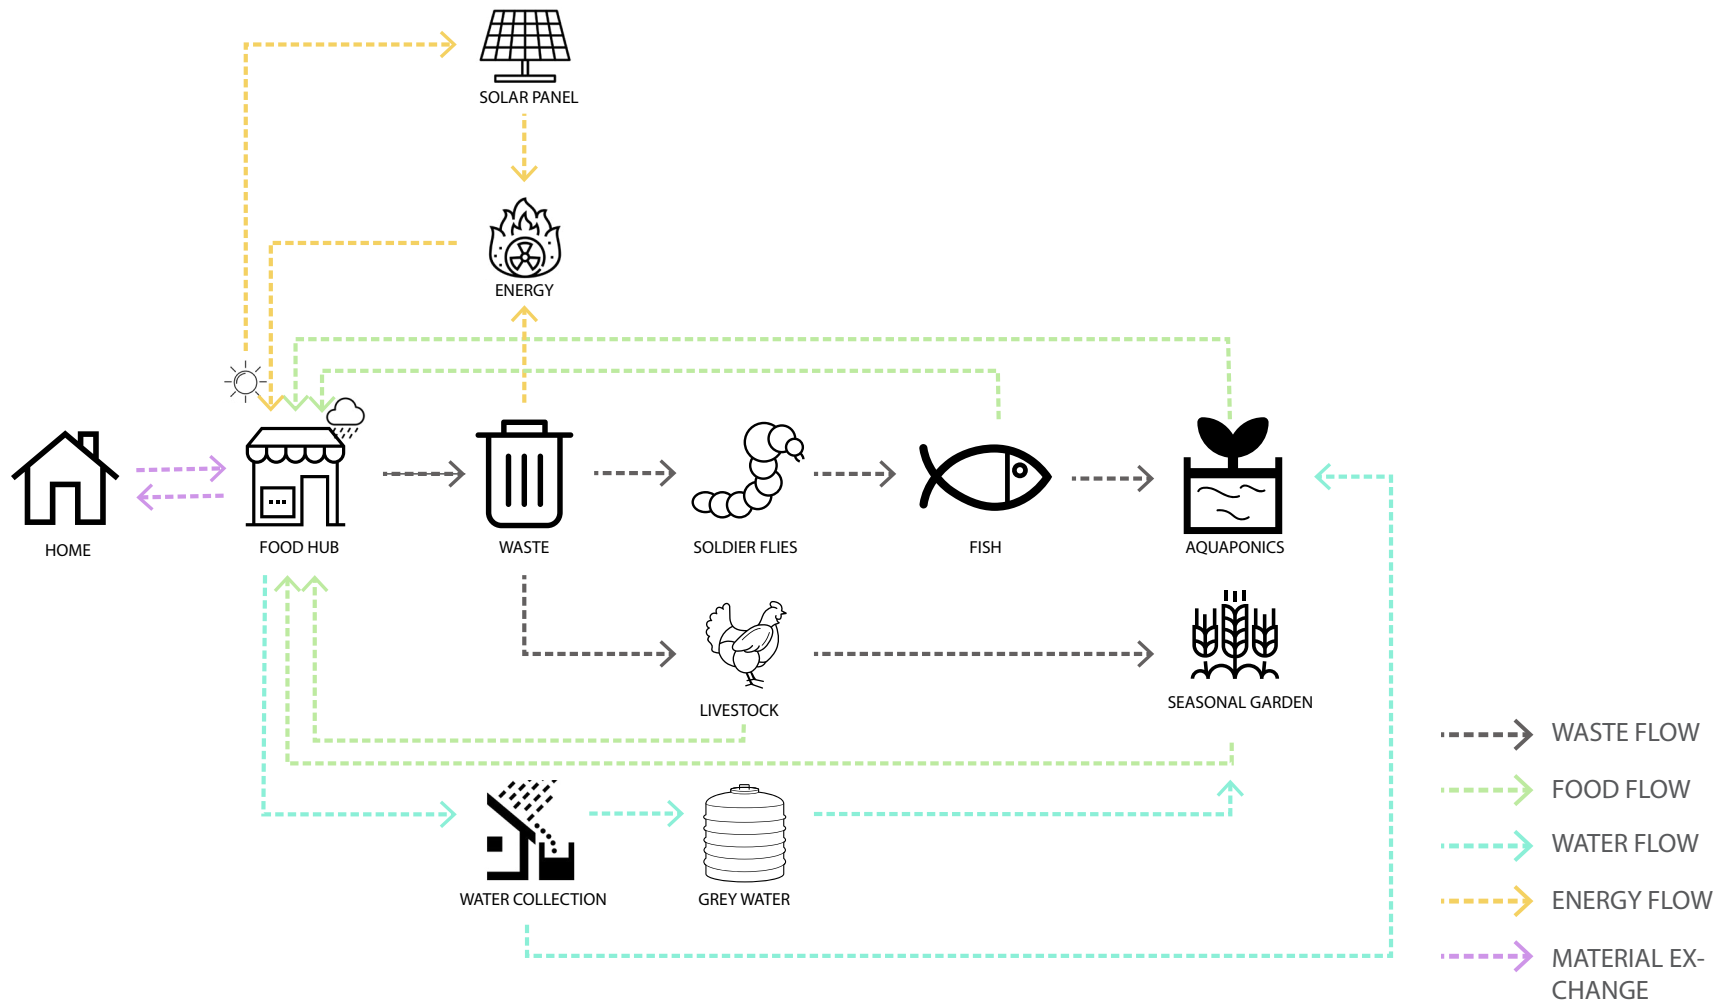 SOLAR PANEL
ENERGY
HOME
FOOD HUB
WASTE
SOLDIER FLIES
FISH
AQUAPONICS
LIVESTOCK
SEASONAL GARDEN
WATER COLLECTION
GREY WATER
WASTE FLOW
FOOD FLOW
WATER FLOW
ENERGY FLOW
MATERIAL EX-
CHANGE